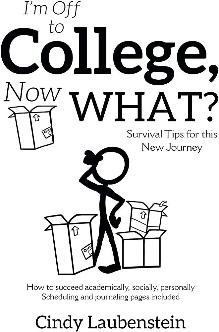 I'm Off
to
College,
Now
WHAT?
Survival Tips for this
New Journey
How to succeed academically, socially, personally
Scheduling and journaling pages included
Cindy Laubenstein